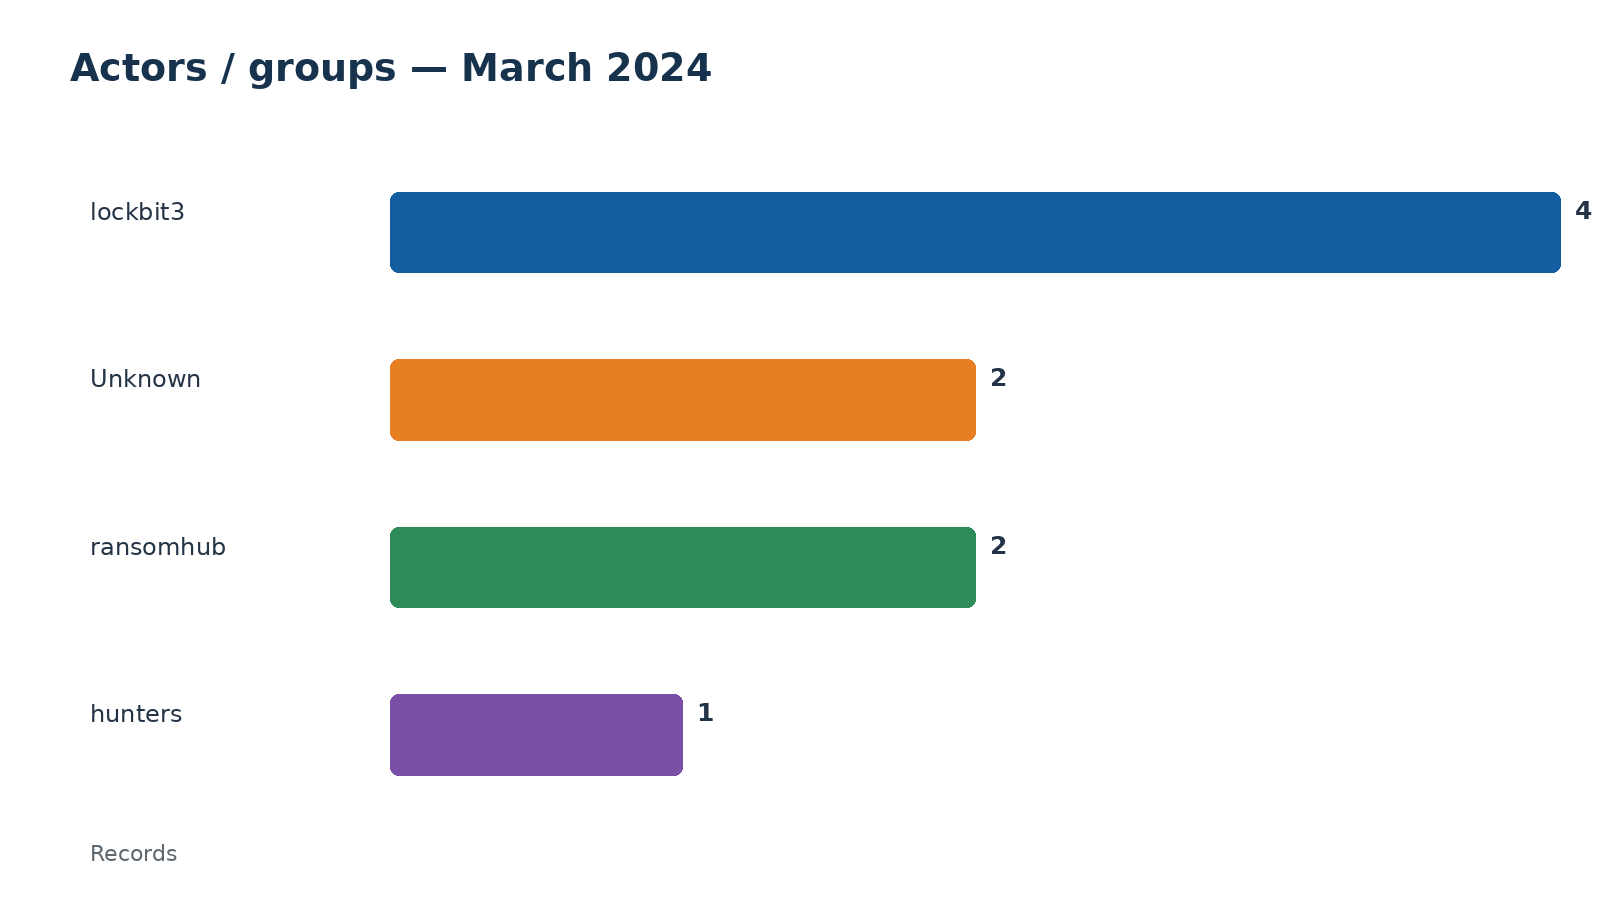 Actors / groups — March 2024
lockbit3 4
Unknown 2
ransomhub 2
hunters 1
Records